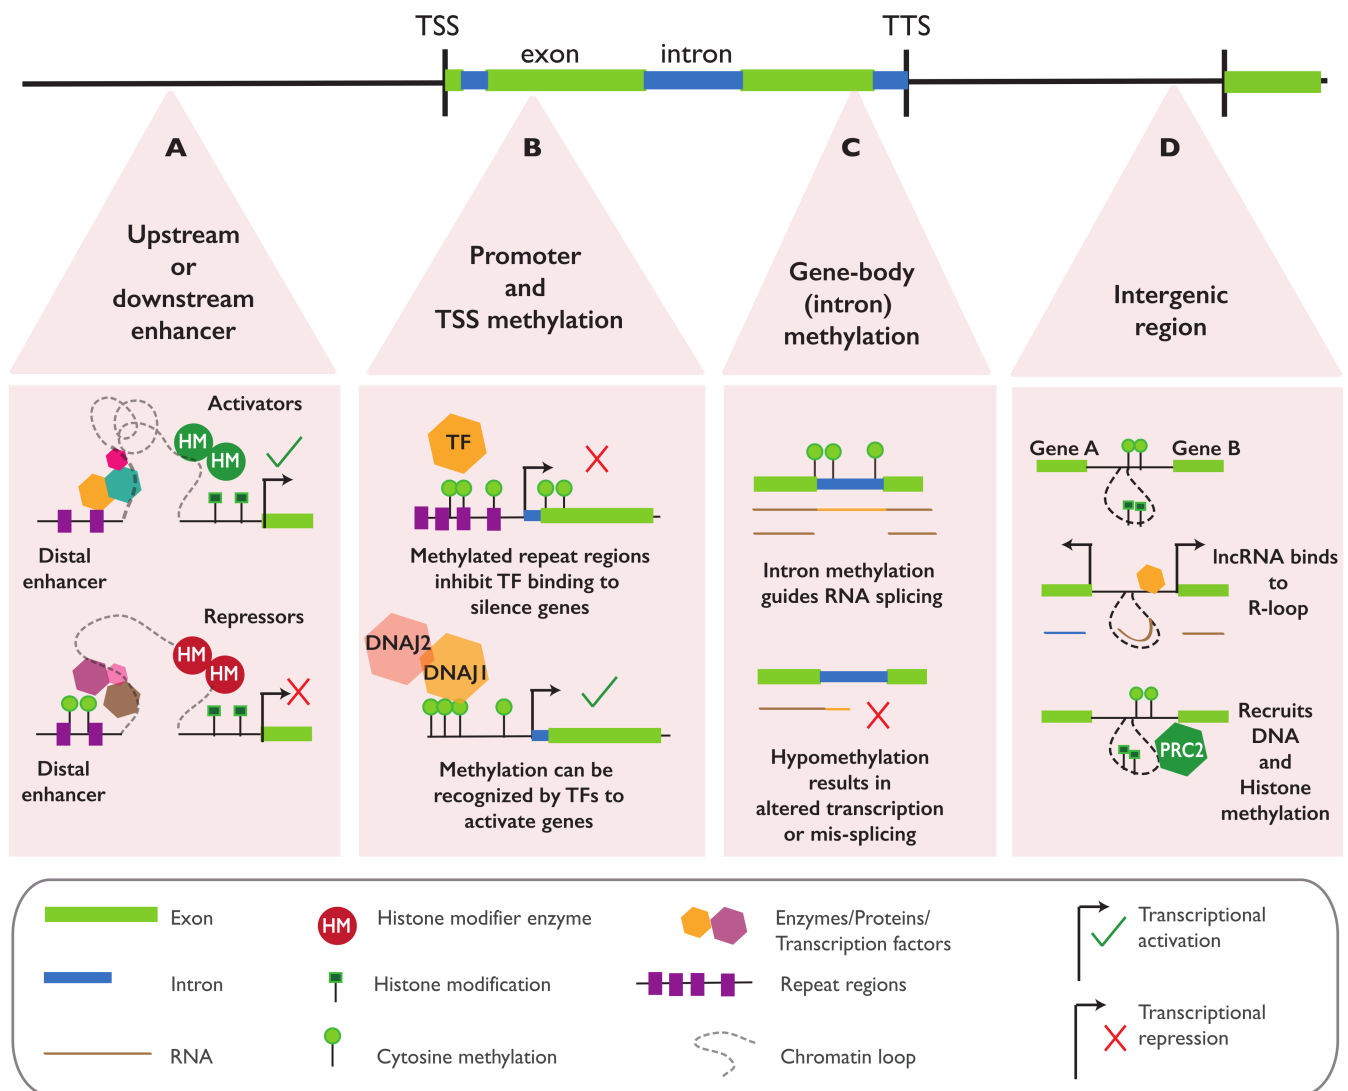 TSS
TTS
exon
intron
A
B
C
D
Upstream
or
downstream
enhancer
Promoter
and
TSS methylation
Gene-body
(intron)
methylation
Intergenic
region
Activators
HM
HM
Distal
enhancer
Repressors
HM
HM
Distal
enhancer
TF
Methylated repeat regions
inhibit TF binding to
silence genes
DNAJ2
DNAJ1
Methylation can be
recognized by TFs to
activate genes
Intron methylation
guides RNA splicing
Hypomethylation
results in
altered transcription
or mis-splicing
Gene A
Gene B
lncRNA binds
to
R-loop
PRC2
Recruits
DNA
and
Histone
methylation
Exon
Intron
RNA
HM
Histone modifier enzyme
Histone modification
Cytosine methylation
Enzymes/Proteins/
Transcription factors
Repeat regions
Chromatin loop
Transcriptional
activation
Transcriptional
repression